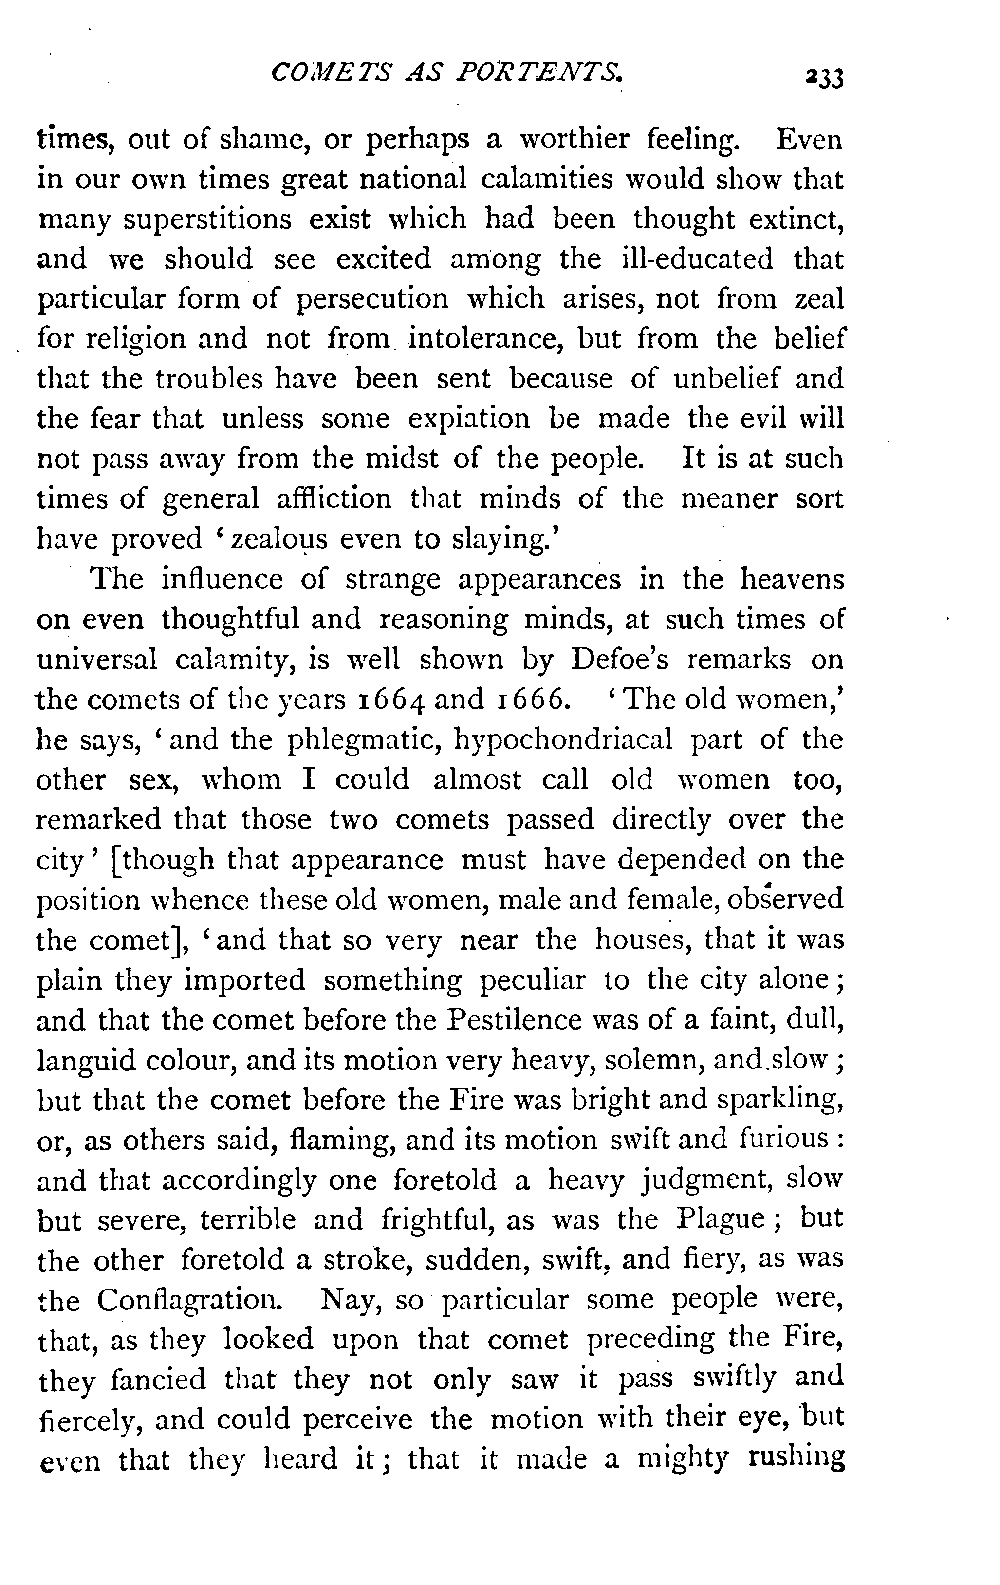 COMETS AS PORTENTS. 233
times, out of shame, or perhaps a worthier feeling. Even
in our own times great national calamities would show that
many superstitions exist which had been thought extinct,
and we should see excited among the ill-educated that
particular form of persecution which arises, not from zeal
for religion and not from intolerance, but from the belief
that the troubles have been sent because of unbelief and
the fear that unless some expiation be made the evil will
not pass away from the midst of the people. It is at such
times of general affliction that minds of the meaner sort
have proved ‘zealous even to slaying.’
The influence of strange appearances in the heavens
on even thoughtful and reasoning minds, at such times of
universal calamity, is well shown by Defoe’s remarks on
the comets of the years 1664 and 1666. ‘The old women,’
he says, ‘and the phlegmatic, hypochondriacal part of the
other sex, whom I could almost call old women too,
remarked that those two comets passed directly over the
city’ [though that appearance must have depended on the
position whence these old women, male and female, observed
the comet], ‘and that so very near the houses, that it was
plain they imported something peculiar to the city alone;
and that the comet before the Pestilence was of a faint, dull,
languid colour, and its motion very heavy, solemn, and slow;
but that the comet before the Fire was bright and sparkling,
or, as others said, flaming, and its motion swift and furious:
and that accordingly one foretold a heavy judgment, slow
but severe, terrible and frightful, as was the Plague; but
the other foretold a stroke, sudden, swift, and fiery, as was
the Conflagration. Nay, so particular some people were,
that, as they looked upon that comet preceding the Fire,
they fancied that they not only saw it pass swiftly and
fiercely, and could perceive the motion with their eye, but
even that they heard it; that it made a mighty rushing